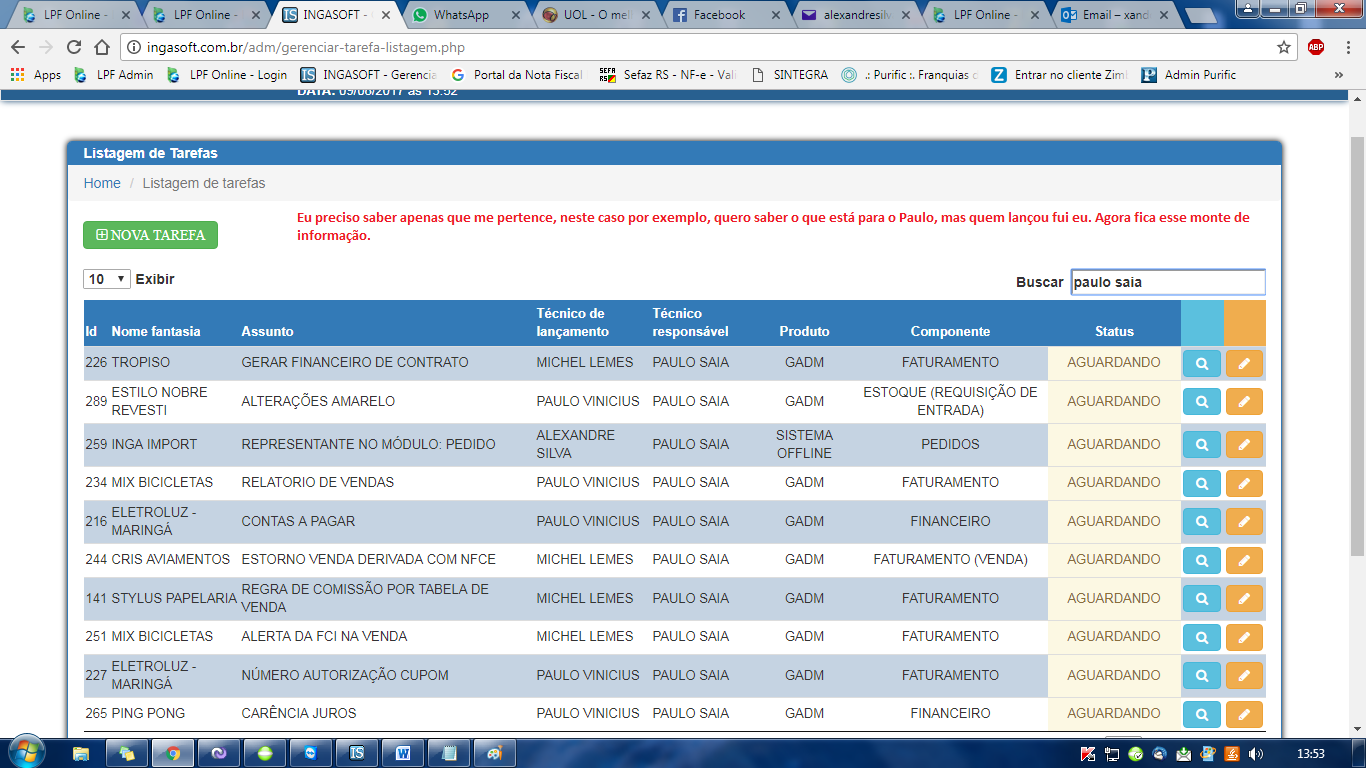 LPF Online -
LPF Online -
INGASOFT -
WhatsApp
UOL - O mel
Facebook
alexandresilv
LPF Online -
Email – xand
ingasoft.com.br/adm/gerenciar-tarefa-listagem.php
ABP
Apps
LPF Admin
LPF Online - Login
INGASOFT - Gerencia
Portal da Nota Fiscal
Sefaz RS - NF-e - Vali
SINTEGRA
.: Purific :. Franquias
Entrar no cliente Zim
Admin Purific
»
DATA: 09/06/2017 às 13:52
Listagem de Tarefas
Home / Listagem de tarefas
Eu preciso saber apenas que me pertence, neste caso por exemplo, quero saber o que está para o Paulo, mas quem lançou fui eu. Agora fica esse monte de
informação.
NOVA TAREFA
10 Exibir
Buscar paulo saia
Id Nome fantasia Assunto Técnico de lançamento Técnico responsável Produto Componente Status
226 TROPISO GERAR FINANCEIRO DE CONTRATO MICHEL LEMES PAULO SAIA GADM FATURAMENTO AGUARDANDO
289 ESTILO NOBRE REVESTI ALTERAÇÕES AMARELO PAULO VINICIUS PAULO SAIA GADM ESTOQUE (REQUISIÇÃO DE ENTRADA) AGUARDANDO
259 INGA IMPORT REPRESENTANTE NO MÓDULO: PEDIDO ALEXANDRE SILVA PAULO SAIA SISTEMA OFFLINE PEDIDOS AGUARDANDO
234 MIX BICICLETAS RELATORIO DE VENDAS PAULO VINICIUS PAULO SAIA GADM FATURAMENTO AGUARDANDO
216 ELETROLUZ - MARINGÁ CONTAS A PAGAR PAULO VINICIUS PAULO SAIA GADM FINANCEIRO AGUARDANDO
244 CRIS AVIAMENTOS ESTORNO VENDA DERIVADA COM NFCE MICHEL LEMES PAULO SAIA GADM FATURAMENTO (VENDA) AGUARDANDO
141 STYLUS PAPELARIA REGRA DE COMISSÃO POR TABELA DE VENDA MICHEL LEMES PAULO SAIA GADM FATURAMENTO AGUARDANDO
251 MIX BICICLETAS ALERTA DA FCI NA VENDA MICHEL LEMES PAULO SAIA GADM FATURAMENTO AGUARDANDO
227 ELETROLUZ - MARINGÁ NÚMERO AUTORIZAÇÃO CUPOM PAULO VINICIUS PAULO SAIA GADM FATURAMENTO AGUARDANDO
265 PING PONG CARÊNCIA JUROS PAULO VINICIUS PAULO SAIA GADM FINANCEIRO AGUARDANDO
13:53